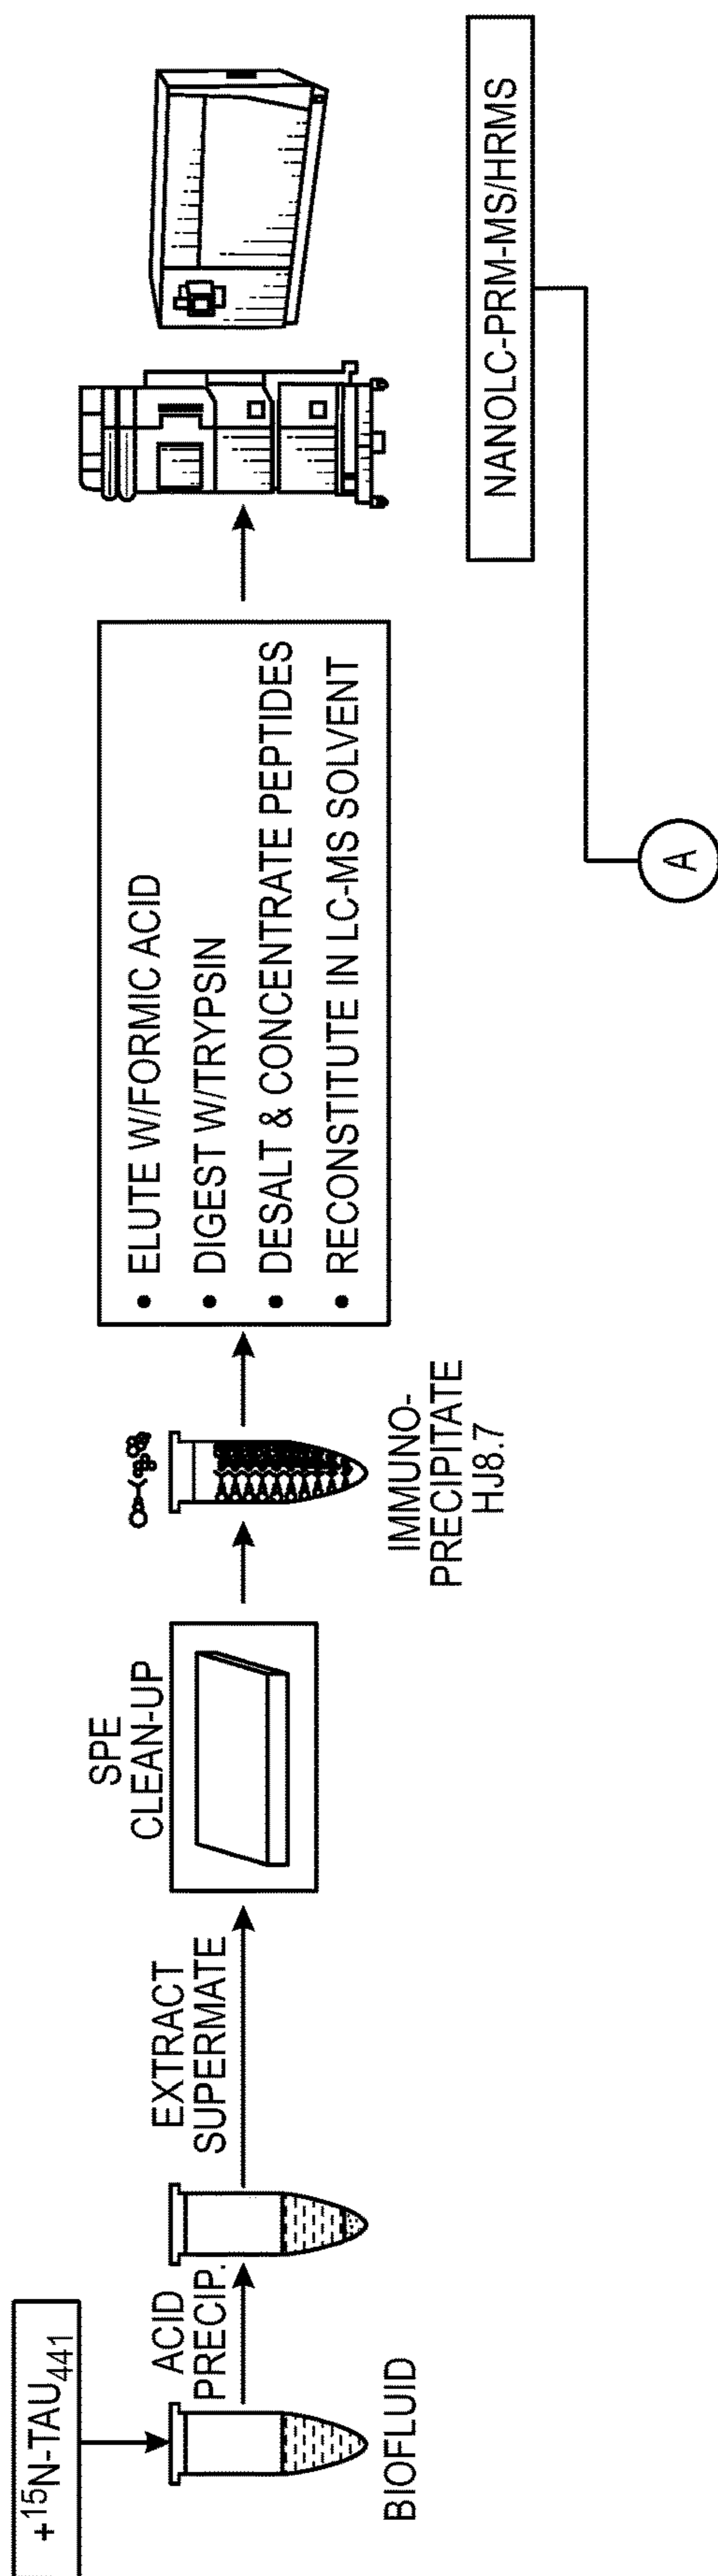 +¹⁵N-TAU₄₄₁
BIOFLUID
ACID
PRECIP.
EXTRACT
SUPERMATE
SPE
CLEAN-UP
IMMUNO-
PRECIPITATE
HJ8.7
• ELUTE W/FORMIC ACID
• DIGEST W/TRYPSIN
• DESALT & CONCENTRATE PEPTIDES
• RECONSTITUTE IN LC-MS SOLVENT
NANOLC-PRM-MS/HRMS
A